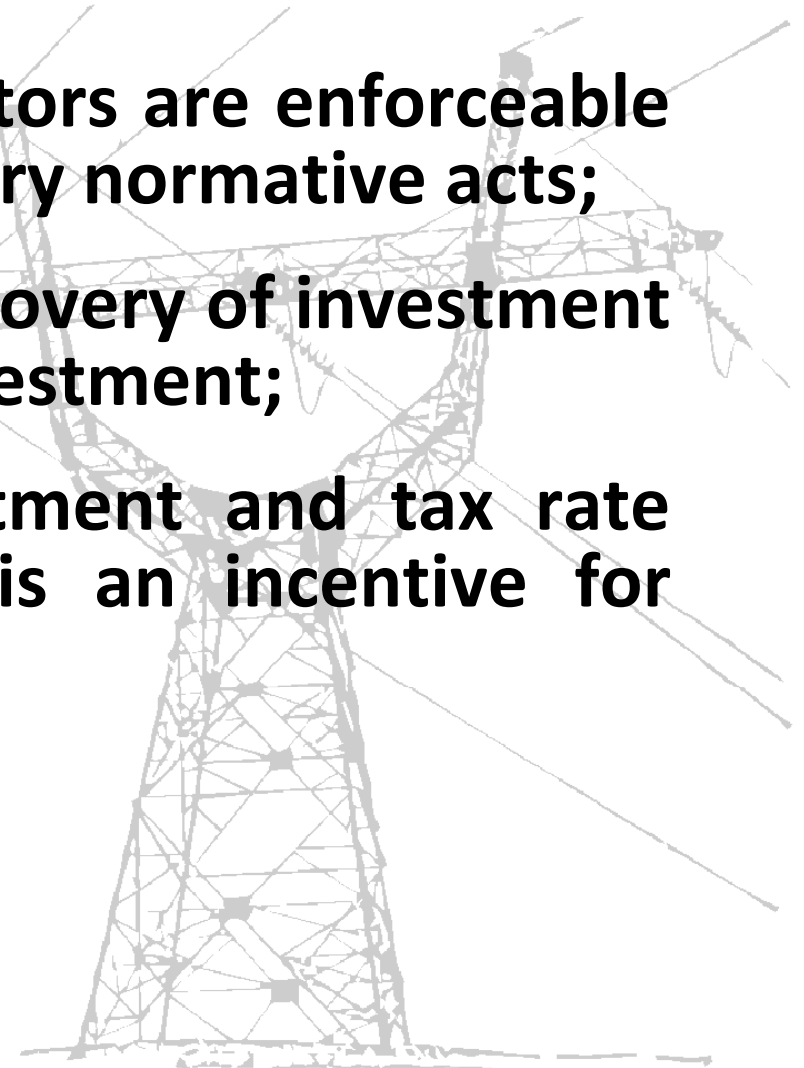 tors are enforceable
ry normative acts;
overy of investment
estment;
tment and tax rate
is an incentive for